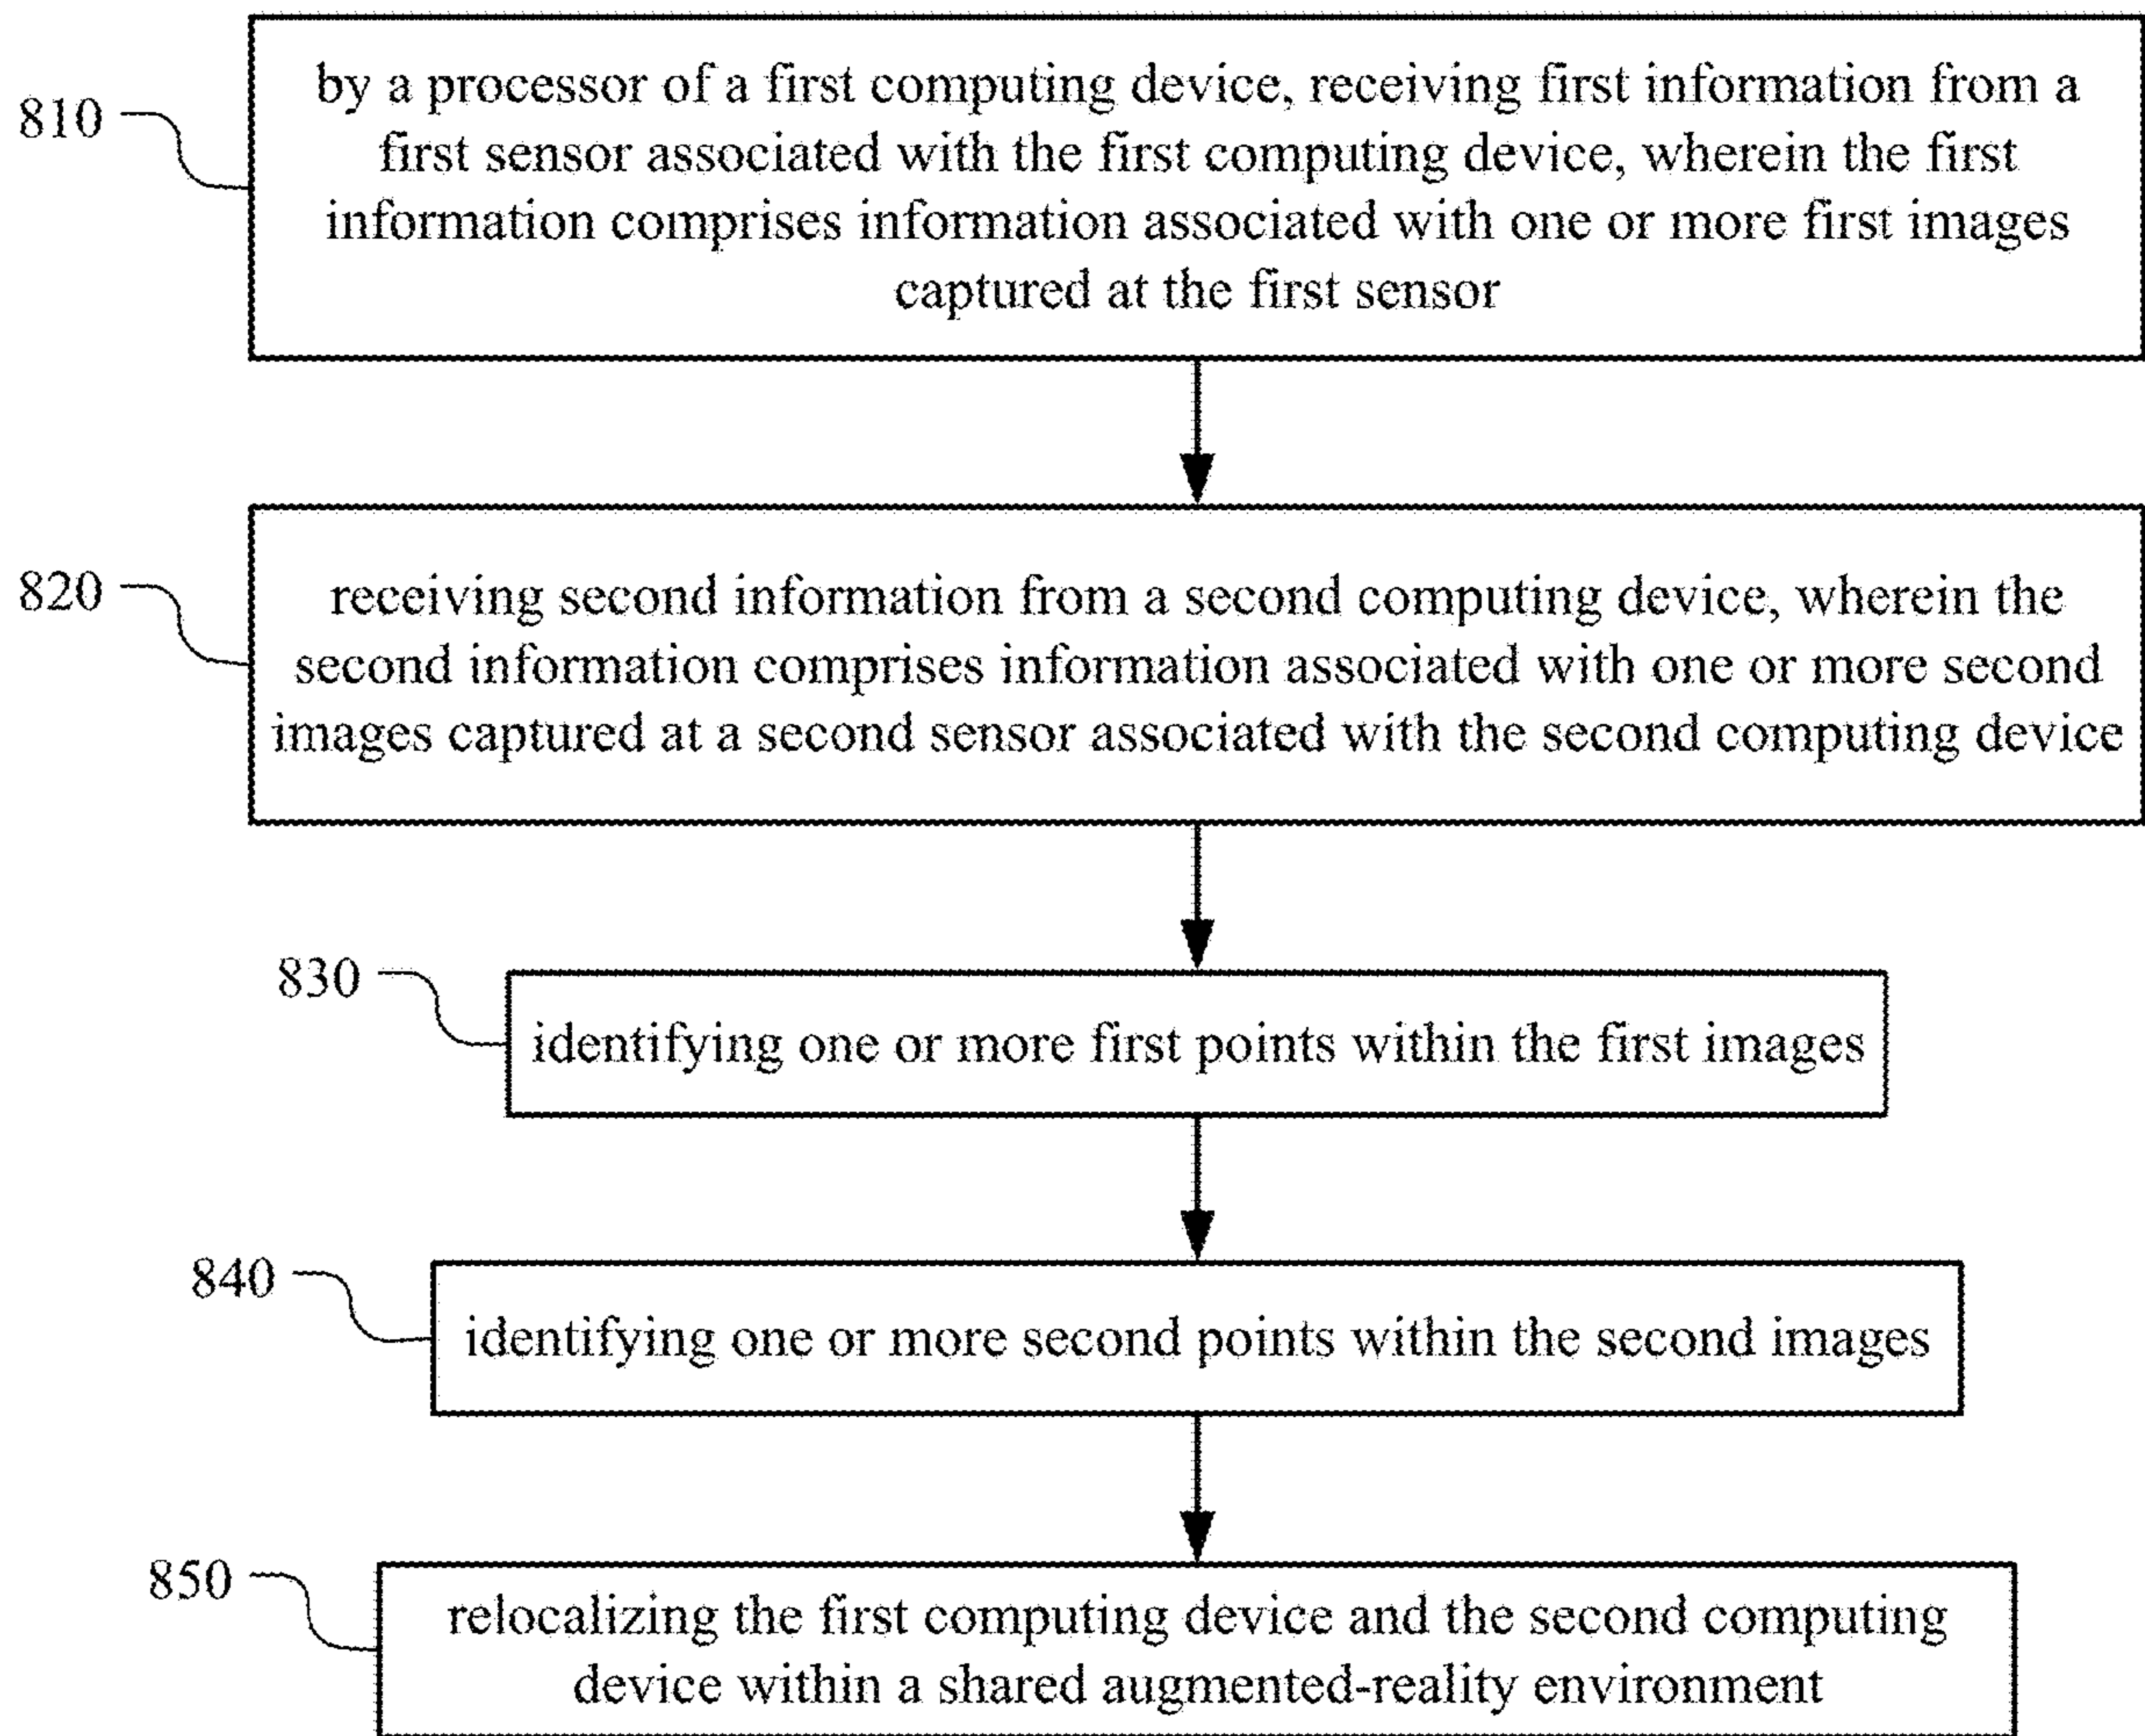 810
by a processor of a first computing device, receiving first information from a
first sensor associated with the first computing device, wherein the first
information comprises information associated with one or more first images
captured at the first sensor
820
receiving second information from a second computing device, wherein the
second information comprises information associated with one or more second
images captured at a second sensor associated with the second computing device
830
identifying one or more first points within the first images
840
identifying one or more second points within the second images
850
relocalizing the first computing device and the second computing
device within a shared augmented-reality environment